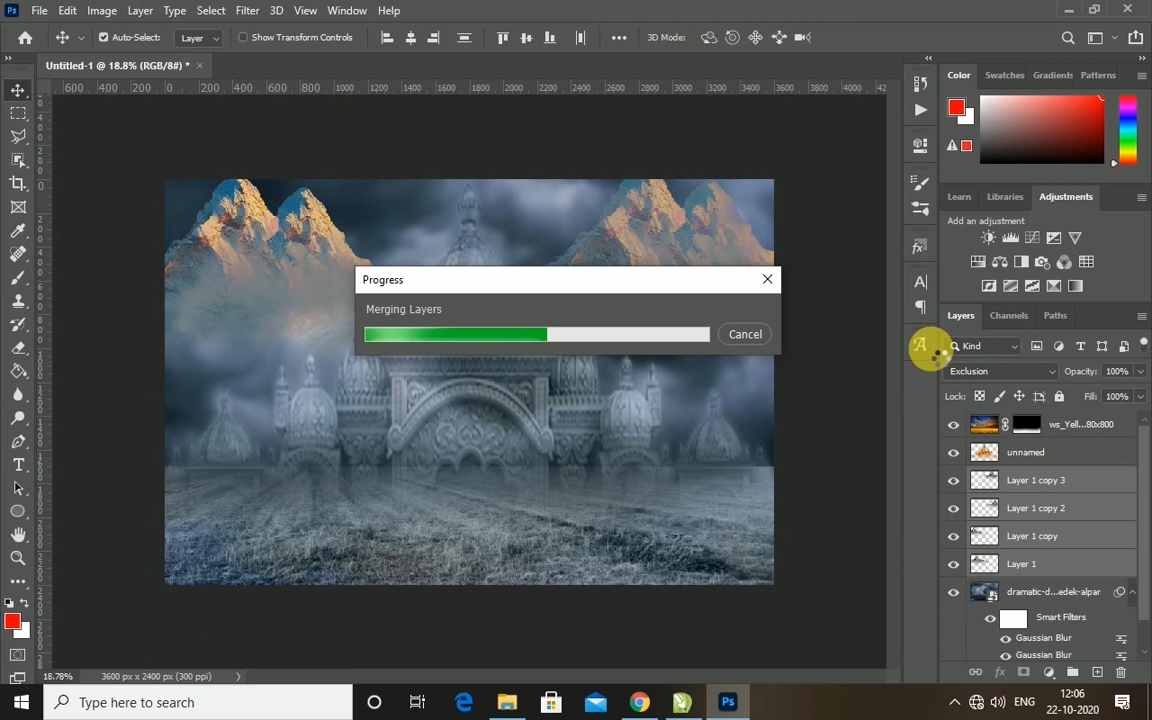 Ps File Edit Image Layer Type Select Filter 3D View Window Help
Auto-Select: Layer Show Transform Controls 3D Mode:
Untitled-1 @ 18.8% (RGB/8#) *
600 400 200 0 200 400 600 800 1000 1200 1400 1600 1800 2000 2200 2400 2600 2800 3000 3200 3400 3600 3800 4000 42
Color Swatches Gradients Patterns
Learn Libraries Adjustments
Add an adjustment
Progress
Merging Layers
Cancel
Layers Channels Paths
Kind
Exclusion Opacity: 100%
Lock: Fill: 100%
ws_Yell...80x800
unnamed
Layer 1 copy 3
Layer 1 copy 2
Layer 1 copy
Layer 1
dramatic-d...edek-alpar
Smart Filters
Gaussian Blur
Gaussian Blur
18.78% 3600 px x 2400 px (300 ppi)
Type here to search
Ps
ENG
12:06
22-10-2020